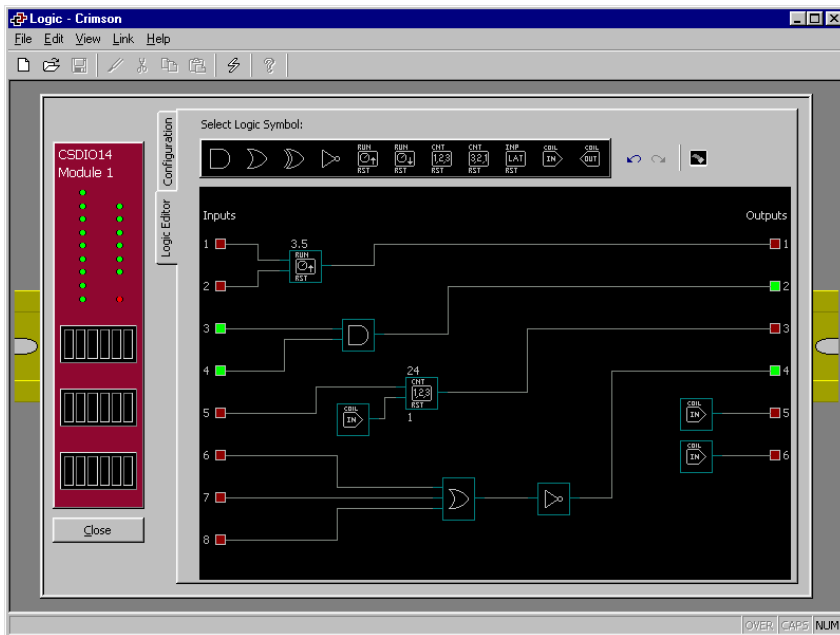 Logic - Crimson
File Edit View Link Help
Select Logic Symbol:
CSDIO14
Module 1
Configuration
Logic Editor
RUN RST
RUN RST
CNT 1,2,3 RST
CNT 3,2,1 RST
INP LAT RST
COIL IN
COIL OUT
Inputs
Outputs
1
3.5
RUN
RST
1
2
2
3
3
4
24
4
CNT
1,2,3
RST
5
COIL
IN
1
COIL
IN
5
6
COIL
IN
6
7
8
Close
OVER CAPS NUM